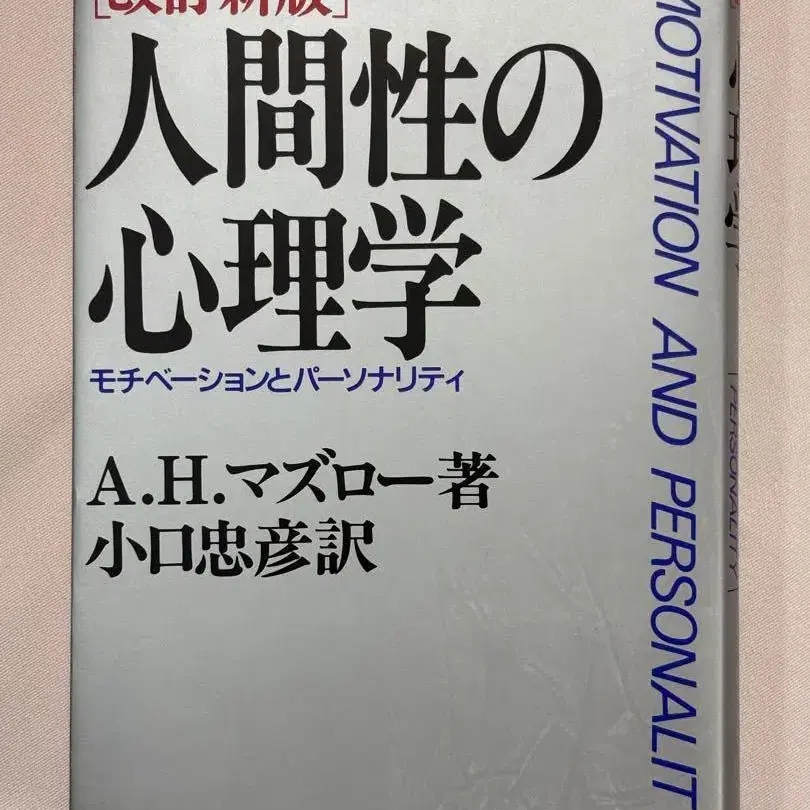 [改訂新版]
人間性の
心理学
モチベーションとパーソナリティ
A.H.マズロー著
小口忠彦訳
MOTIVATION AND PERSONALIT
PERSONALITY